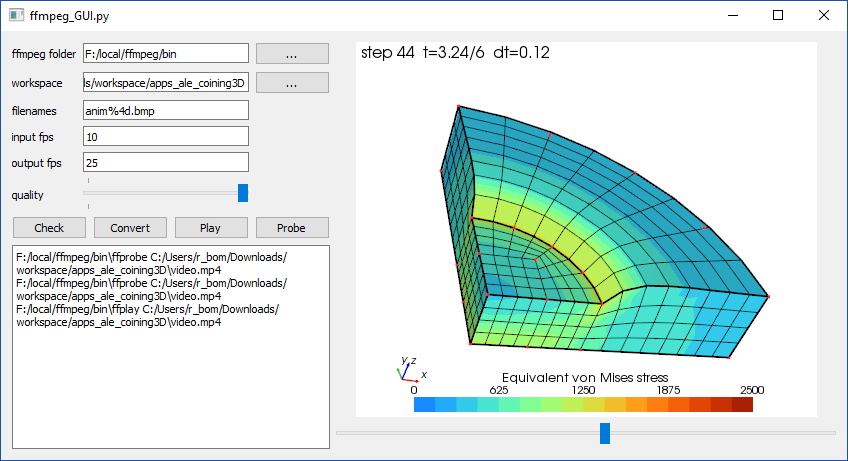 ffmpeg_GUI.py
ffmpeg folder F:/local/ffmpeg/bin ...
workspace ls/workspace/apps_ale_coining3D ...
filenames anim%4d.bmp
input fps 10
output fps 25
quality
Check Convert Play Probe
F:/local/ffmpeg/bin\ffprobe C:/Users/r_bom/Downloads/
workspace/apps_ale_coining3D\video.mp4
F:/local/ffmpeg/bin\ffprobe C:/Users/r_bom/Downloads/
workspace/apps_ale_coining3D\video.mp4
F:/local/ffmpeg/bin\ffplay C:/Users/r_bom/Downloads/
workspace/apps_ale_coining3D\video.mp4
step 44 t=3.24/6 dt=0.12
y z
x
Equivalent von Mises stress
0 625 1250 1875 2500